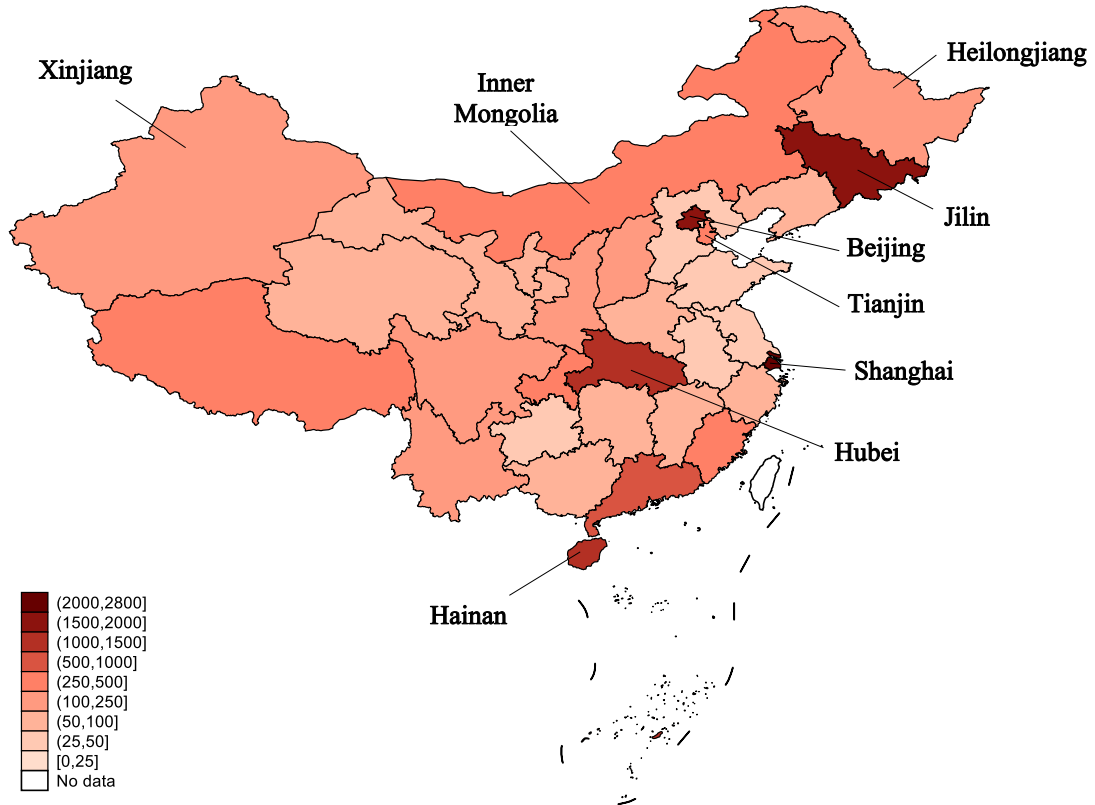 Heilongjiang
Xinjiang
Inner
Mongolia
Jilin
Beijing
Tianjin
Shanghai
Hubei
Hainan
(2000,2800]
(1500,2000]
(1000,1500]
(500,1000]
(250,500]
(100,250]
(50,100]
(25,50]
[0,25]
No data